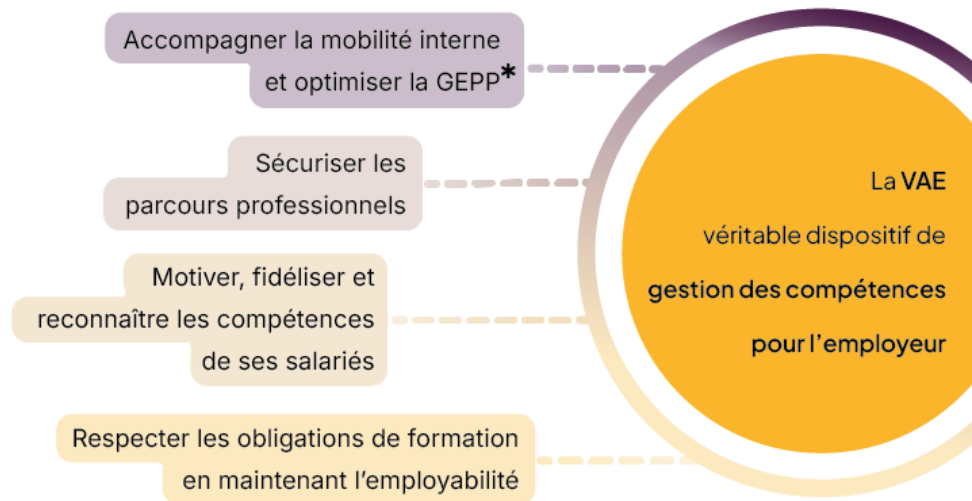 Accompagner la mobilité interne
et optimiser la GEPP*
Sécuriser les
parcours professionnels
Motiver, fidéliser et
reconnaître les compétences
de ses salariés
Respecter les obligations de formation
en maintenant l'employabilité
La VAE
véritable dispositif de
gestion des compétences
pour l'employeur